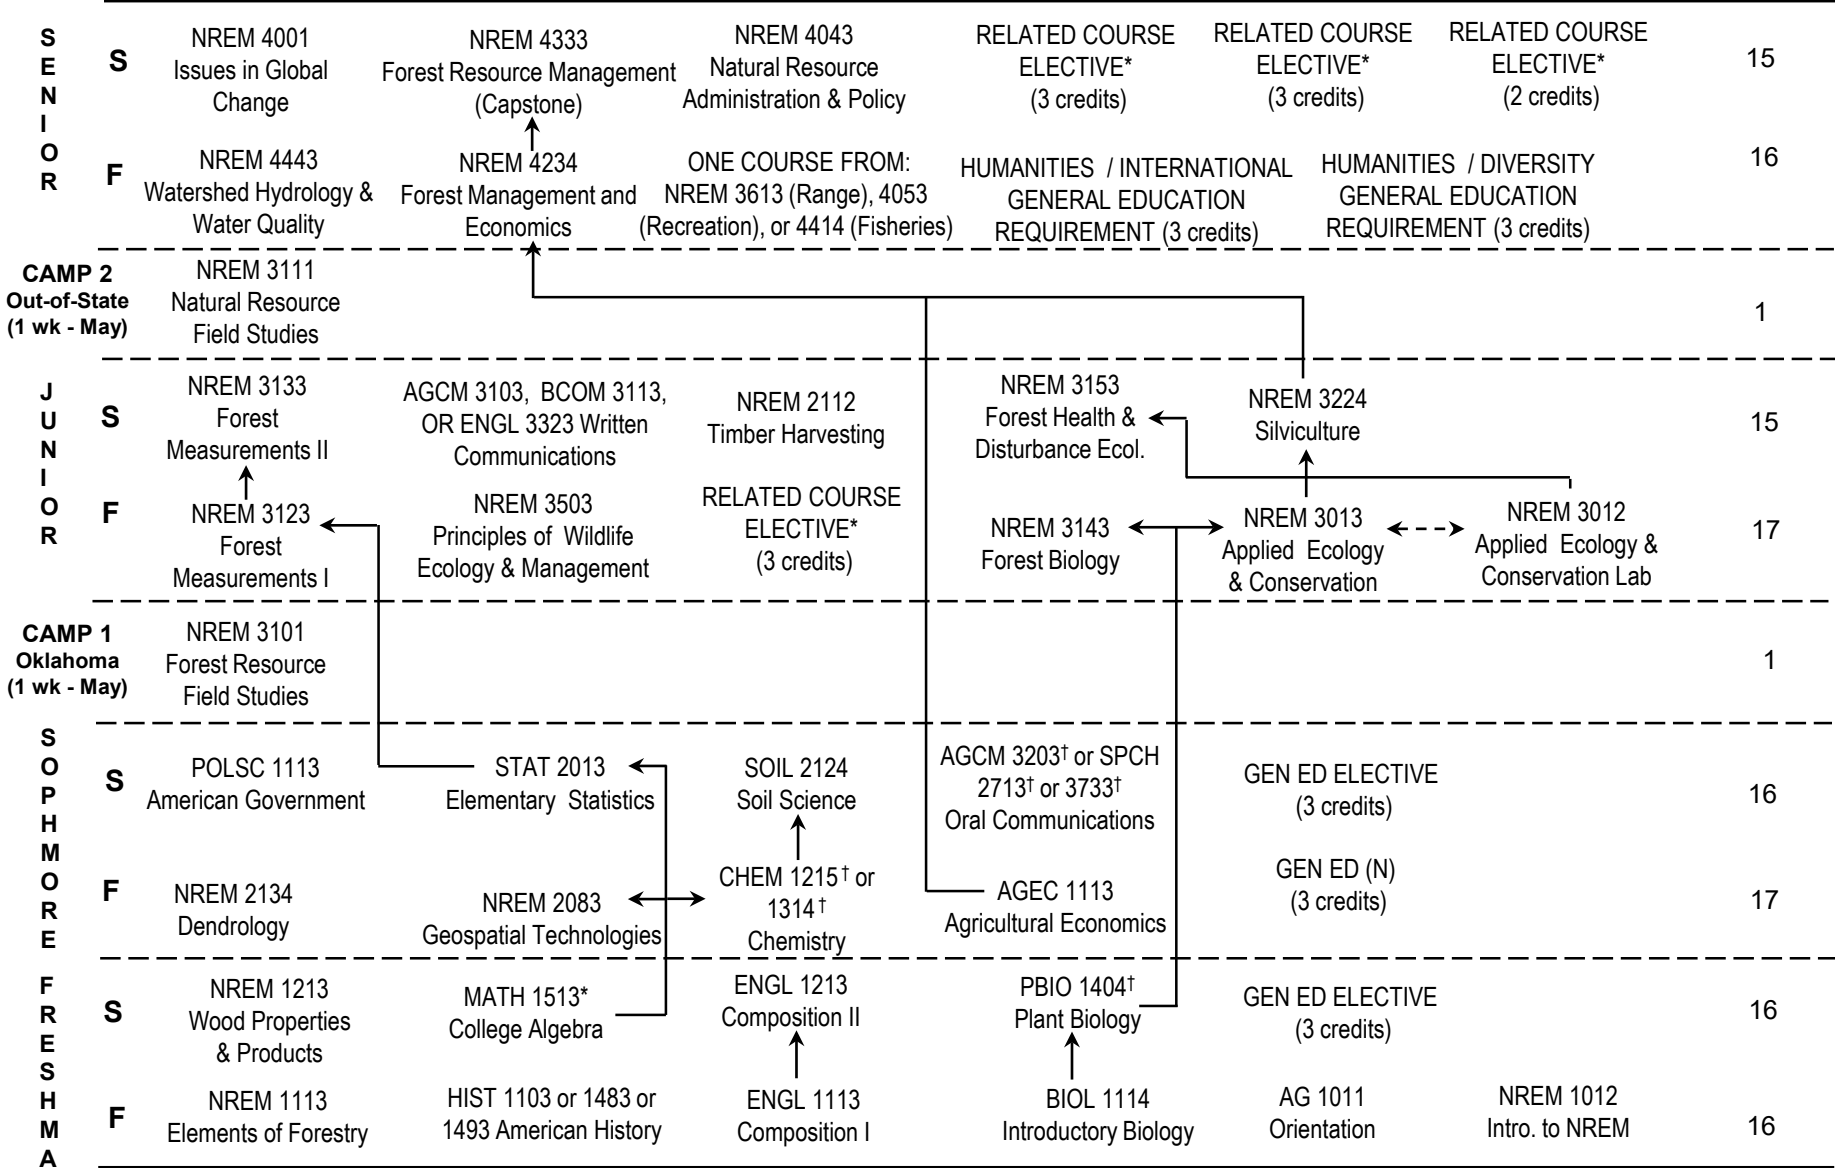 SENIOR
S
NREM 4001
Issues in Global
Change
NREM 4333
Forest Resource Management
(Capstone)
NREM 4043
Natural Resource
Administration & Policy
RELATED COURSE
ELECTIVE*
(3 credits)
RELATED COURSE
ELECTIVE*
(3 credits)
RELATED COURSE
ELECTIVE*
(2 credits)
15
F
NREM 4443
Watershed Hydrology &
Water Quality
NREM 4234
Forest Management and
Economics
ONE COURSE FROM:
NREM 3613 (Range), 4053
(Recreation), or 4414 (Fisheries)
HUMANITIES / INTERNATIONAL
GENERAL EDUCATION
REQUIREMENT (3 credits)
HUMANITIES / DIVERSITY
GENERAL EDUCATION
REQUIREMENT (3 credits)
16
CAMP 2
Out-of-State
(1 wk - May)
NREM 3111
Natural Resource
Field Studies
1
JUNIOR
S
NREM 3133
Forest
Measurements II
AGCM 3103, BCOM 3113,
OR ENGL 3323 Written
Communications
NREM 2112
Timber Harvesting
NREM 3153
Forest Health &
Disturbance Ecol.
NREM 3224
Silviculture
15
F
NREM 3123
Forest
Measurements I
NREM 3503
Principles of Wildlife
Ecology & Management
RELATED COURSE
ELECTIVE*
(3 credits)
NREM 3143
Forest Biology
NREM 3013
Applied Ecology
& Conservation
NREM 3012
Applied Ecology &
Conservation Lab
17
CAMP 1
Oklahoma
(1 wk - May)
NREM 3101
Forest Resource
Field Studies
1
SOPHMORE
S
POLSC 1113
American Government
STAT 2013
Elementary Statistics
SOIL 2124
Soil Science
AGCM 3203† or SPCH
2713† or 3733†
Oral Communications
GEN ED ELECTIVE
(3 credits)
16
F
NREM 2134
Dendrology
NREM 2083
Geospatial Technologies
CHEM 1215† or
1314†
Chemistry
AGEC 1113
Agricultural Economics
GEN ED (N)
(3 credits)
17
FRESHMA
S
NREM 1213
Wood Properties
& Products
MATH 1513*
College Algebra
ENGL 1213
Composition II
PBIO 1404†
Plant Biology
GEN ED ELECTIVE
(3 credits)
16
F
NREM 1113
Elements of Forestry
HIST 1103 or 1483 or
1493 American History
ENGL 1113
Composition I
BIOL 1114
Introductory Biology
AG 1011
Orientation
NREM 1012
Intro. to NREM
16